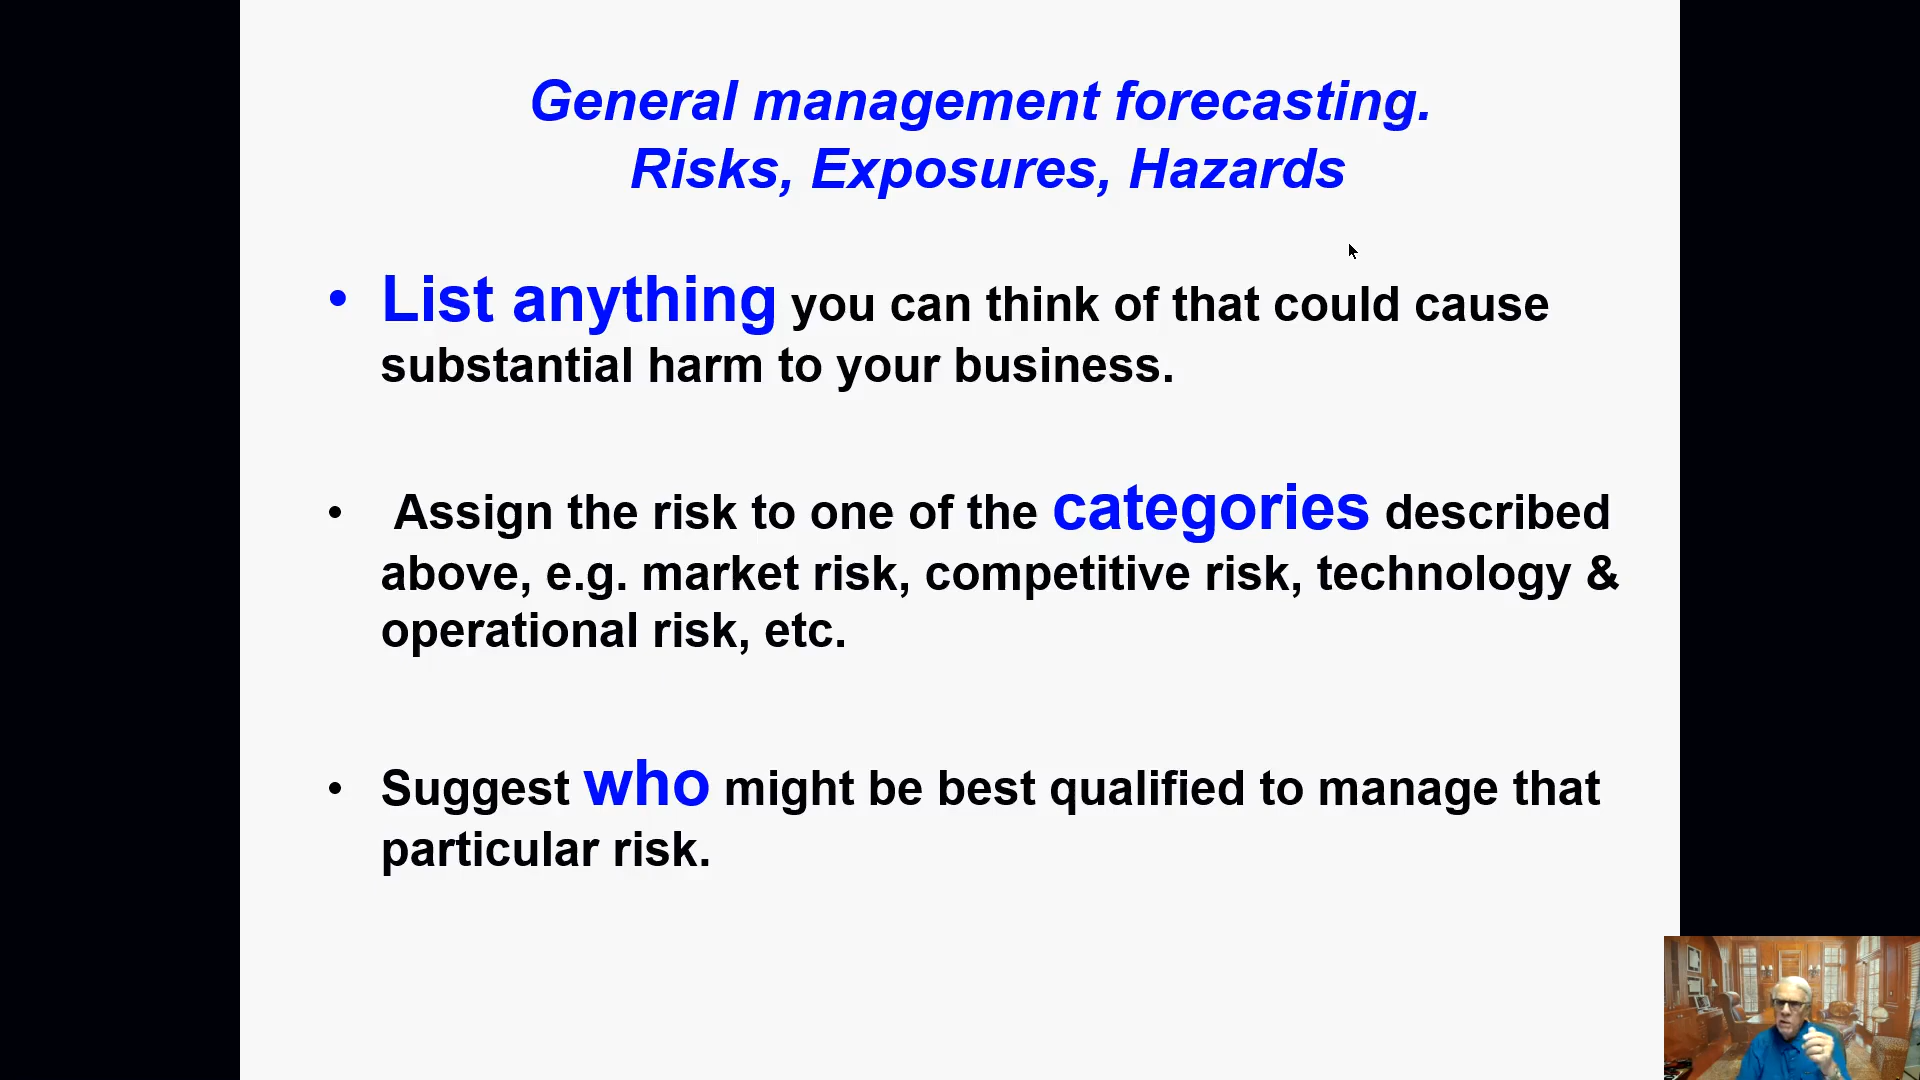 General management forecasting.
Risks, Exposures, Hazards
• List anything you can think of that could cause
substantial harm to your business.
• Assign the risk to one of the categories described
above, e.g. market risk, competitive risk, technology &
operational risk, etc.
• Suggest who might be best qualified to manage that
particular risk.